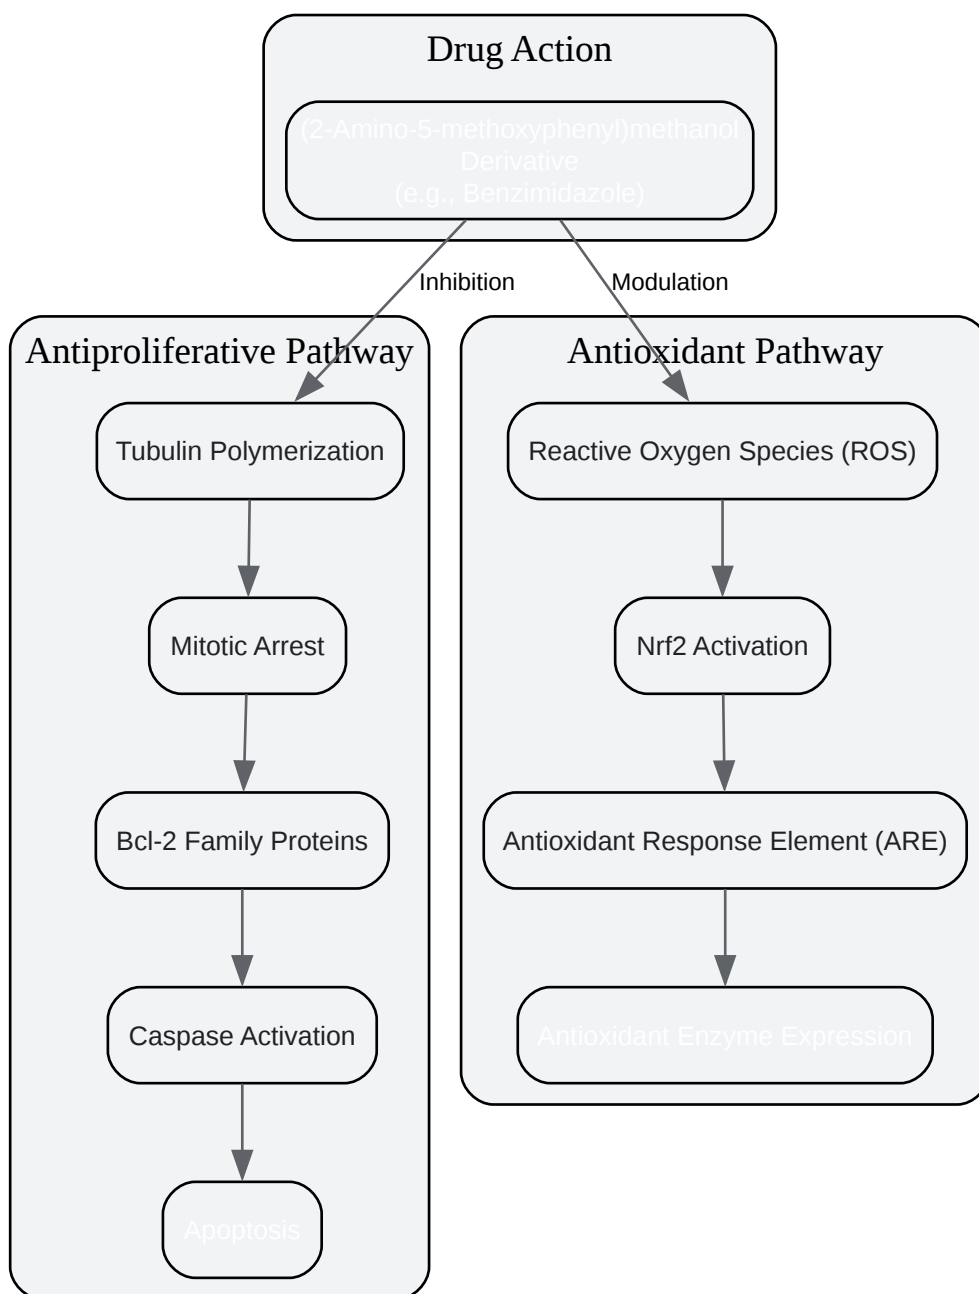 Drug Action
(2-Amino-5-methoxyphenyl)methanol
Derivative
(e.g., Benzimidazole)
Inhibition
Modulation
Antiproliferative Pathway
Antioxidant Pathway
Tubulin Polymerization
Reactive Oxygen Species (ROS)
Mitotic Arrest
Nrf2 Activation
Bcl-2 Family Proteins
Antioxidant Response Element (ARE)
Caspase Activation
Antioxidant Enzyme Expression
Apoptosis